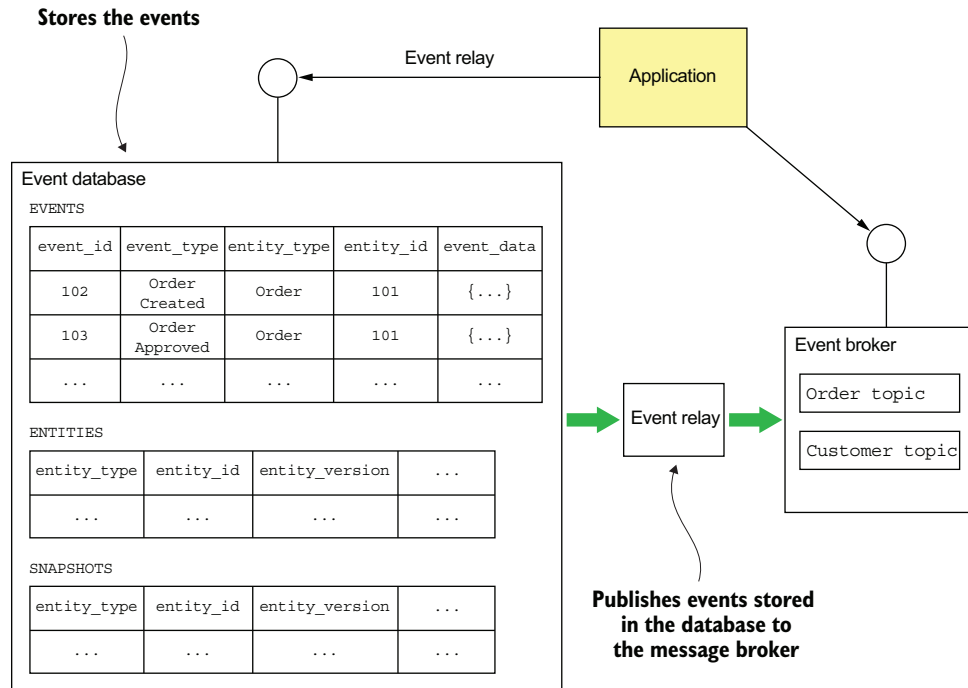 Stores the events
Event relay
Application
Event database
EVENTS
event_id event_type entity_type entity_id event_data
102 Order Created Order 101 {...}
103 Order Approved Order 101 {...}
... ... ... ... ...
ENTITIES
entity_type entity_id entity_version ...
... ... ... ...
SNAPSHOTS
entity_type entity_id entity_version ...
... ... ... ...
Event relay
Event broker
Order topic
Customer topic
Publishes events stored
in the database to
the message broker